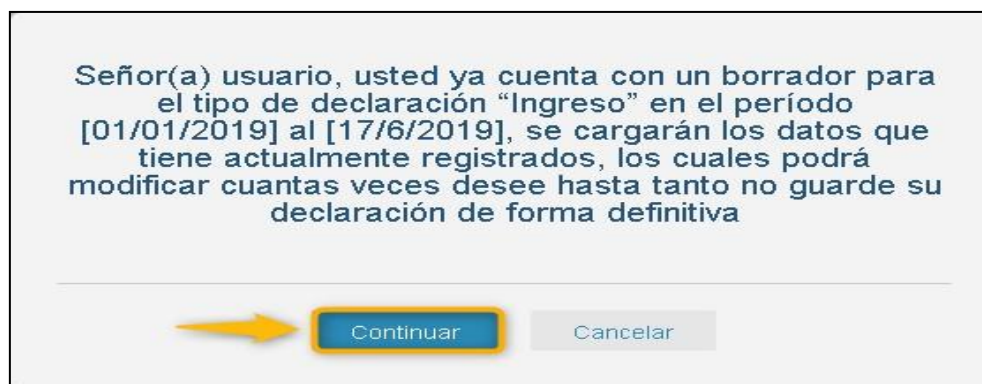 Señor(a) usuario, usted ya cuenta con un borrador para
el tipo de declaración “Ingreso” en el período
[01/01/2019] al [17/6/2019], se cargarán los datos que
tiene actualmente registrados, los cuales podrá
modificar cuantas veces desee hasta tanto no guarde su
declaración de forma definitiva
Continuar
Cancelar